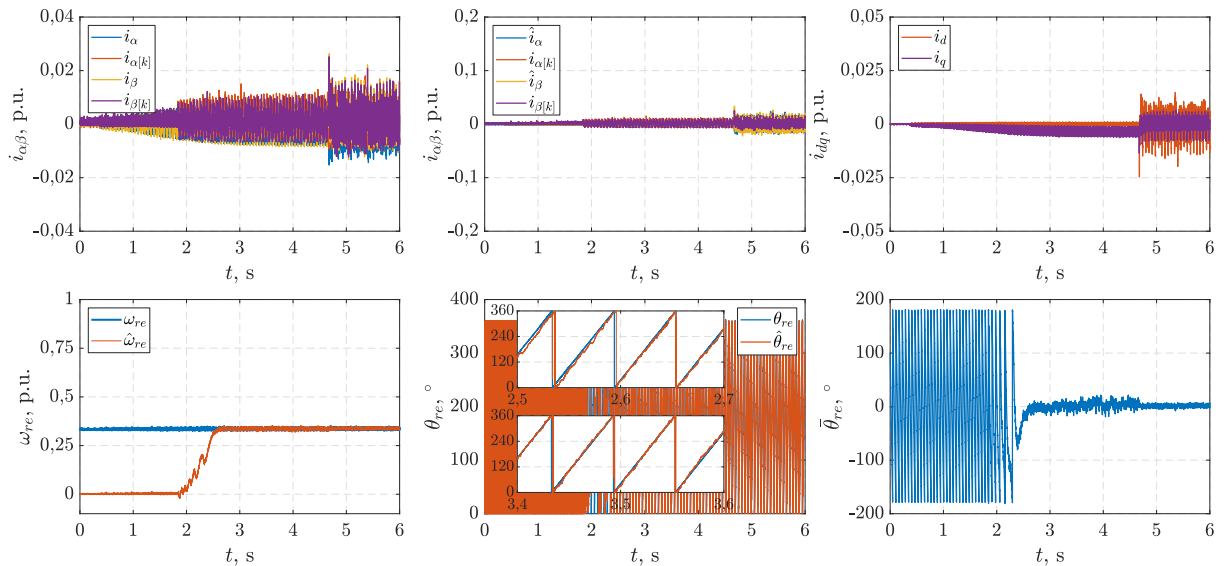 0,04
0,02
0
-0,02
-0,04
i_α
i_α[k]
i_β
i_β[k]
i_αβ, p.u.
0 1 2 3 4 5 6
t, s
0,2
0,1
0
-0,1
-0,2
î_α
i_α[k]
î_β
i_β[k]
i_αβ, p.u.
0 1 2 3 4 5 6
t, s
0,05
0,025
0
-0,025
-0,05
i_d
i_q
i_dq, p.u.
0 1 2 3 4 5 6
t, s
1
0,75
0,5
0,25
0
ω_re
ω̂_re
ω_re, p.u.
0 1 2 3 4 5 6
t, s
400
300
200
100
0
360
240
120
0
2,5 2,6 2,7
360
240
120
0
3,4 3,5 3,6
θ_re
θ̂_re
θ_re, °
0 1 2 3 4 5 6
t, s
200
100
0
-100
-200
θ̄_re, °
0 1 2 3 4 5 6
t, s